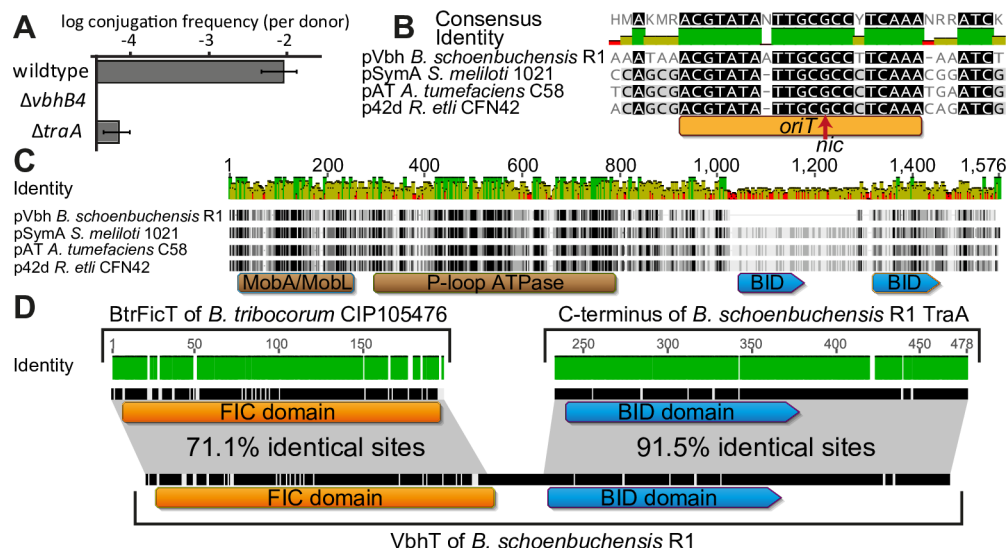 A
log conjugation frequency (per donor)
-4 -3 -2
wildtype
ΔvbhB4
ΔtraA
B
Consensus HMAKMRACGTATANTTGCGCCYTCAAANRRATCK
Identity
pVbh B. schoenbuchensis R1 AAATAAACGTATA-TTGCGCCTTCAAA-AAATCG
pSymA S. meliloti 1021 CCAGCGACGTATA-TTGCGCCCTCAAACGGATCG
pAT A. tumefaciens C58 TCAGCGACGTATA-TTGCGCCCTCAAACGCATCT
p42d R. etli CFN42 ACAGCGACGTATA-TTGCGCCCTCAAACAGATCG
oriT
nic
C
1 200 400 600 800 1,000 1,200 1,400 1,576
Identity
pVbh B. schoenbuchensis R1
pSymA S. meliloti 1021
pAT A. tumefaciens C58
p42d R. etli CFN42
MobA/MobL P-loop ATPase BID BID
D
BtrFicT of B. tribocorum CIP105476 C-terminus of B. schoenbuchensis R1 TraA
1 50 100 150 250 300 350 400 450 478
Identity
FIC domain BID domain
71.1% identical sites 91.5% identical sites
FIC domain BID domain
VbhT of B. schoenbuchensis R1